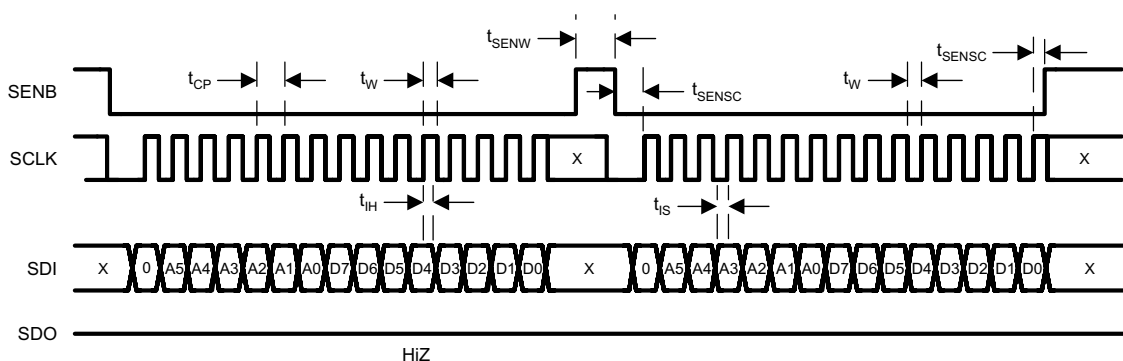 tSENW
tSENSC
tCP
tW
tW
SENB
tSENSC
SCLK
X
X
tIH
tIS
SDI
X 0 A5 A4 A3 A2 A1 A0 D7 D6 D5 D4 D3 D2 D1 D0 X 0 A5 A4 A3 A2 A1 A0 D7 D6 D5 D4 D3 D2 D1 D0 X
SDO
HiZ